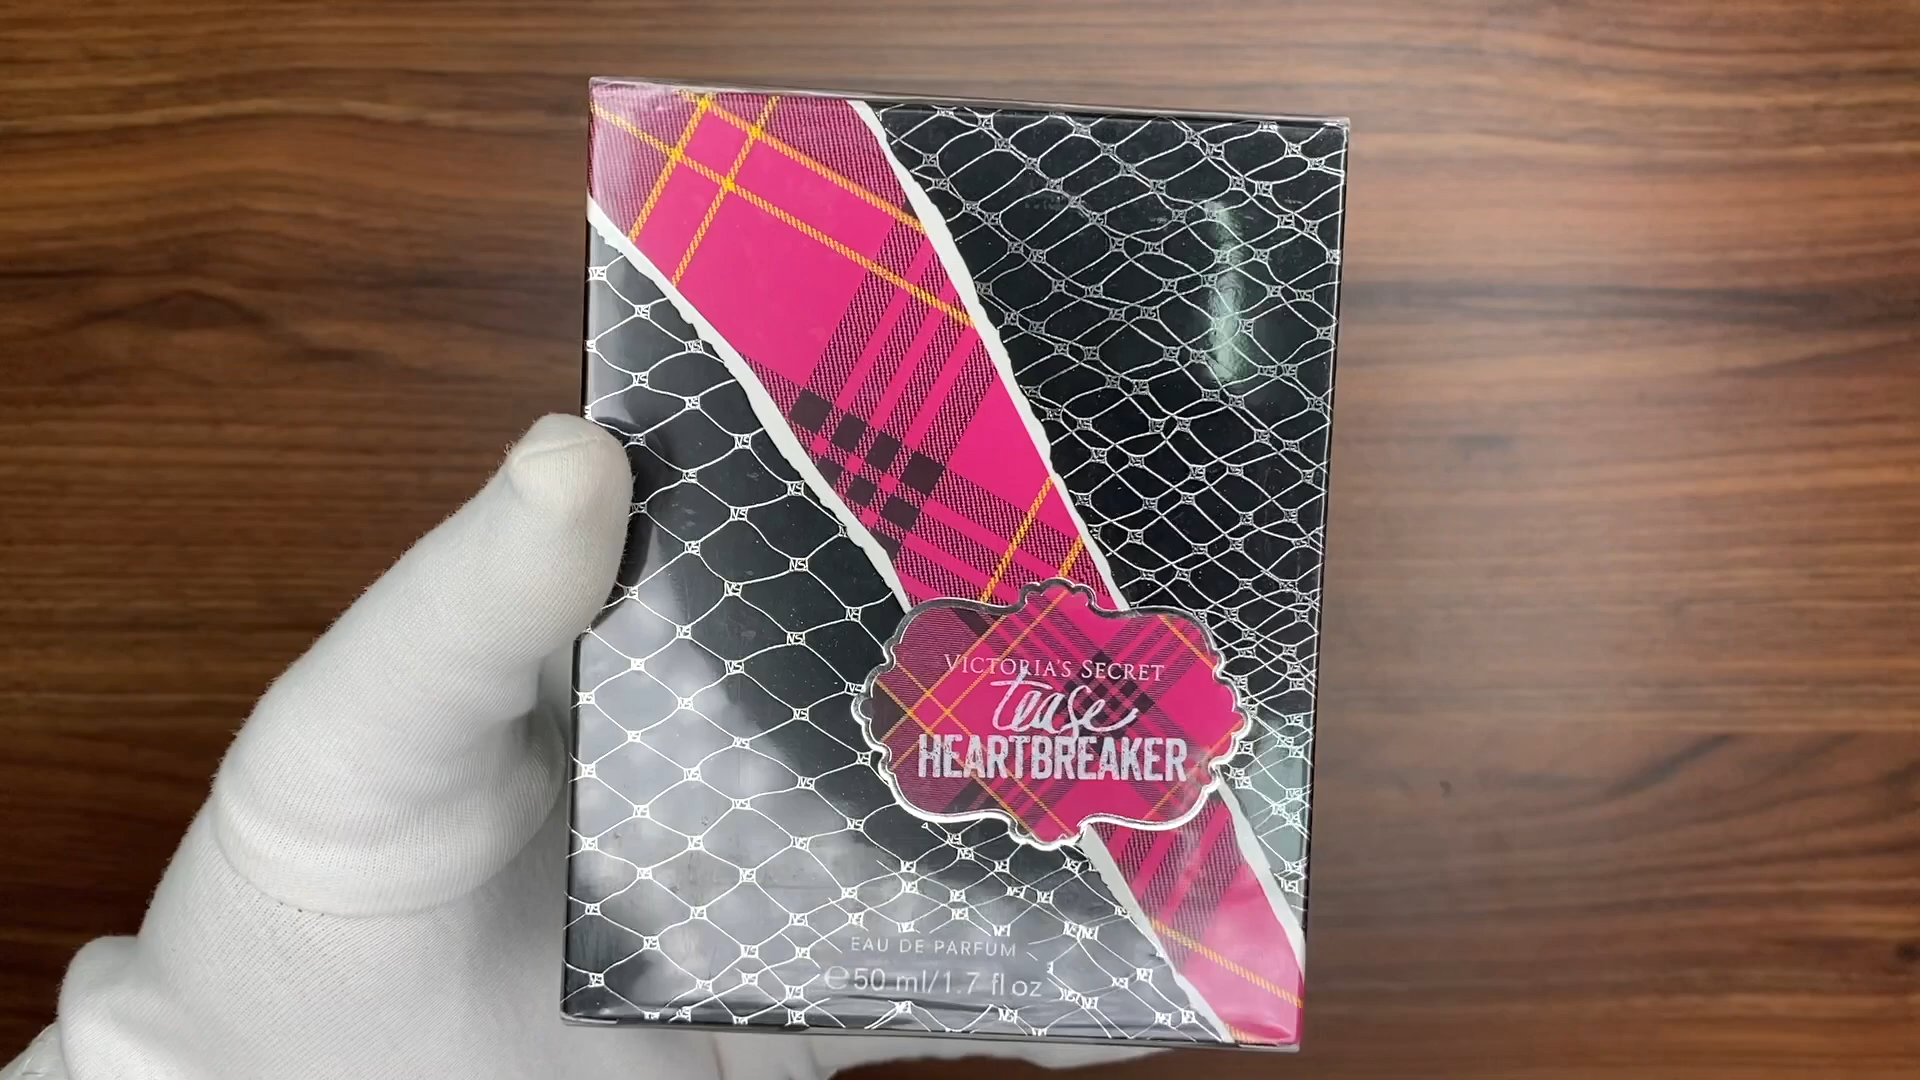 VICTORIA'S SECRET
tease
HEARTBREAKER
EAU DE PARFUM
℮50 ml/1.7 fl oz